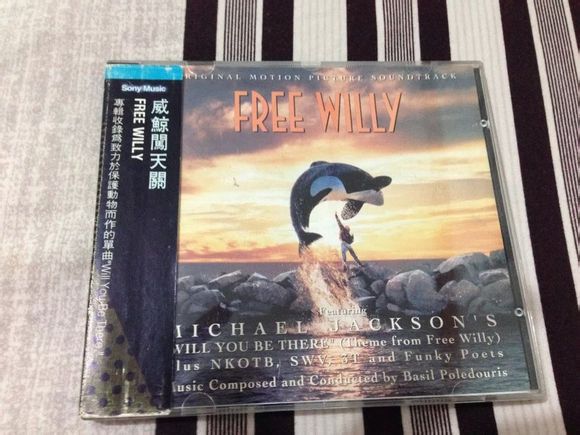 Sony Music
威鯨闖天關
FREE WILLY
專輯收錄為致力於保護動物而作的單曲"Will You Be There"
ORIGINAL MOTION PICTURE SOUNDTRACK
FREE WILLY
Featuring
MICHAEL JACKSON'S
"WILL YOU BE THERE" (Theme from Free Willy)
Plus NKOTB, SWV, 3T and Funky Poets
Music Composed and Conducted by Basil Poledouris